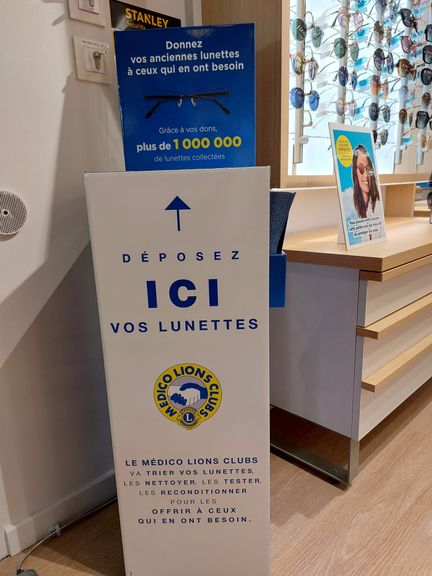 STANLEY
Security
Donnez
vos anciennes lunettes
à ceux qui en ont besoin
Grâce à vos dons,
plus de 1 000 000
de lunettes collectées
DÉPOSEZ
ICI
VOS LUNETTES
MÉDICO LIONS CLUBS
L
LE MÉDICO LIONS CLUBS
VA TRIER VOS LUNETTES,
LES NETTOYER, LES TESTER,
LES RECONDITIONNER
POUR LES
OFFRIR À CEUX
QUI EN ONT BESOIN.